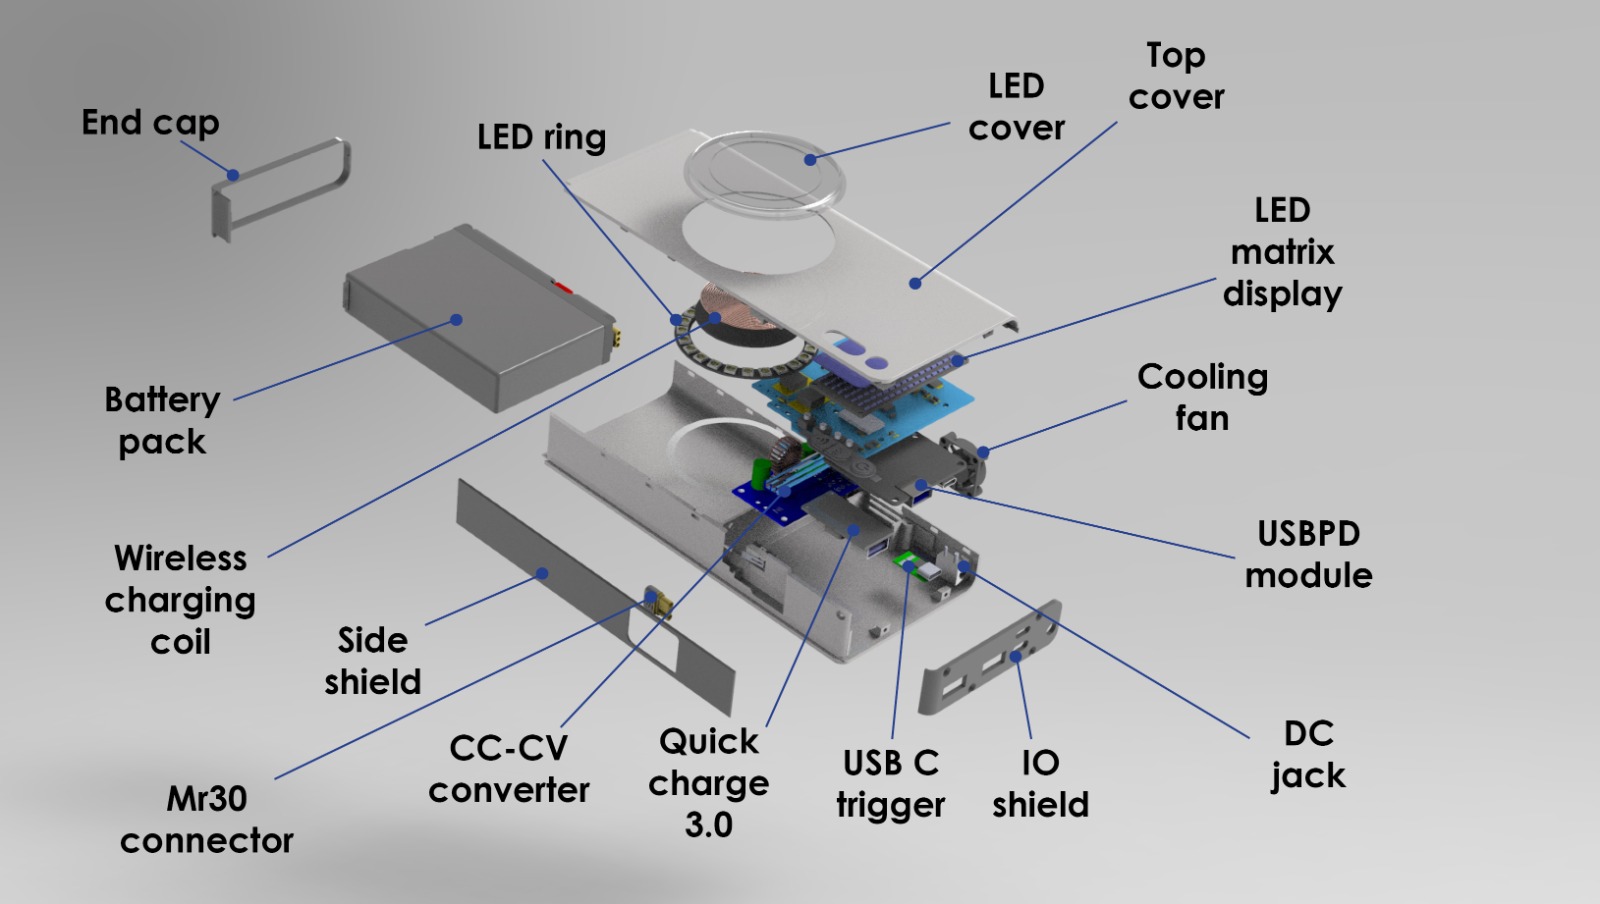 Top
cover
LED
cover
End cap
LED ring
LED
matrix
display
Cooling
fan
Battery
pack
USBPD
module
Wireless
charging
coil
Side
shield
DC
jack
CC-CV
converter
Quick
charge
3.0
USB C
trigger
IO
shield
Mr30
connector